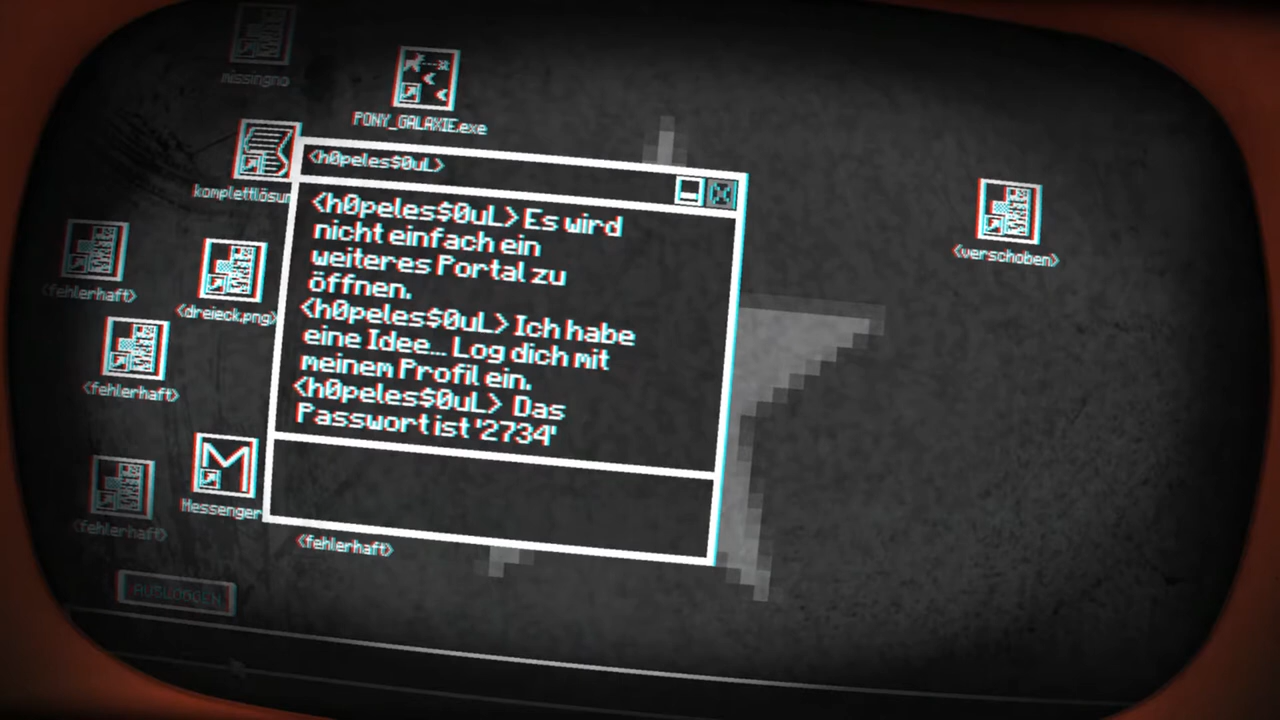 missingno
PONY_GALAXIE.exe
komplettlösun
<h0peles$0uL>
<h0peles$0uL> Es wird
nicht einfach ein
weiteres Portal zu
öffnen.
<h0peles$0uL> Ich habe
eine Idee... Log dich mit
meinem Profil ein.
<h0peles$0uL> Das
Passwort ist '2734'
<verschoben>
<fehlerhaft>
<dreieck.png>
<fehlerhaft>
Messenger
<fehlerhaft>
<fehlerhaft>
AUSLOGGEN